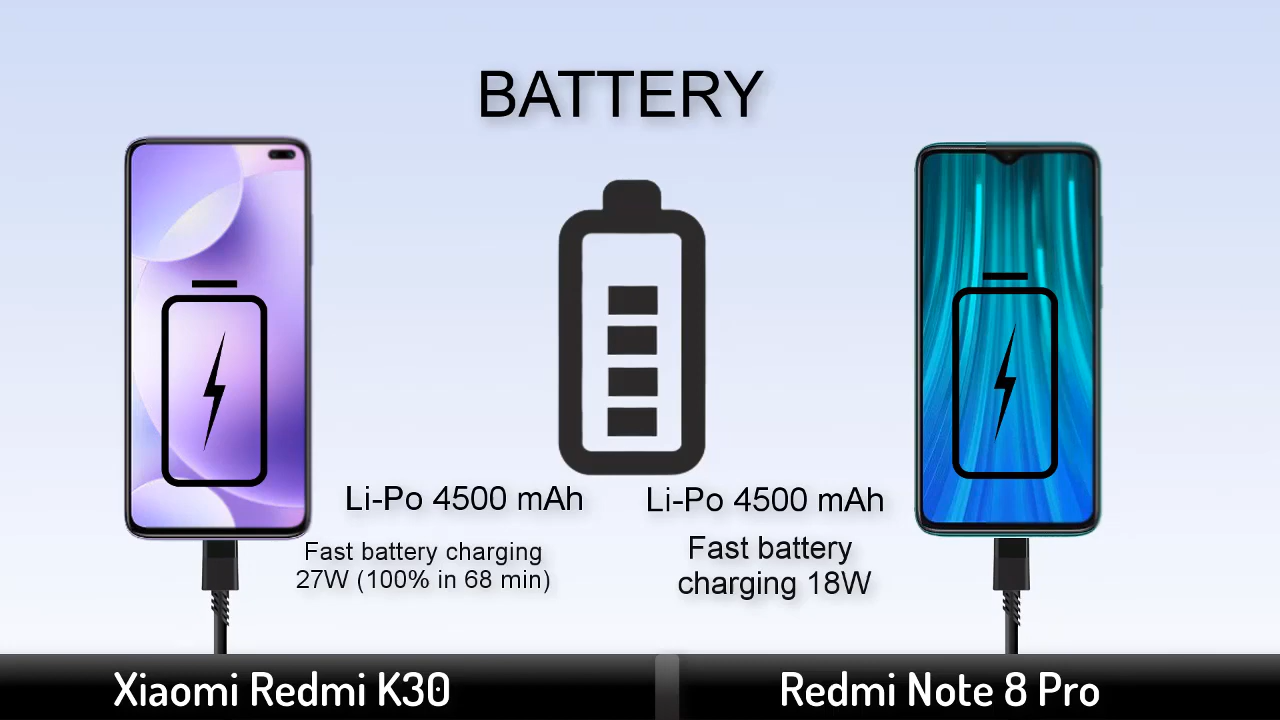 BATTERY
Li-Po 4500 mAh
Fast battery charging
27W (100% in 68 min)
Li-Po 4500 mAh
Fast battery
charging 18W
Xiaomi Redmi K30
Redmi Note 8 Pro